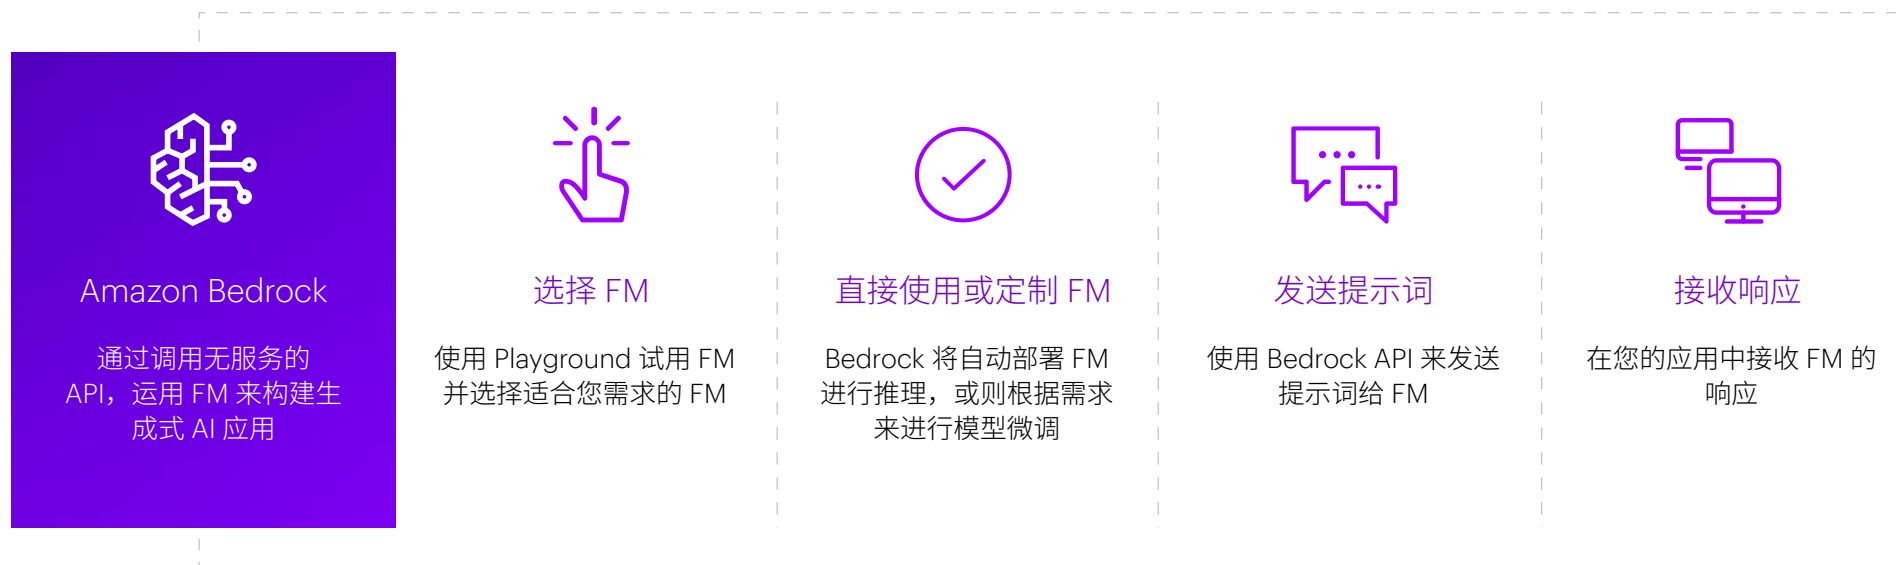 Amazon Bedrock
通过调用无服务的
API，运用 FM 来构建生
成式 AI 应用
选择 FM
使用 Playground 试用 FM
并选择适合您需求的 FM
直接使用或定制 FM
Bedrock 将自动部署 FM
进行推理，或则根据需求
来进行模型微调
发送提示词
使用 Bedrock API 来发送
提示词给 FM
接收响应
在您的应用中接收 FM 的
响应